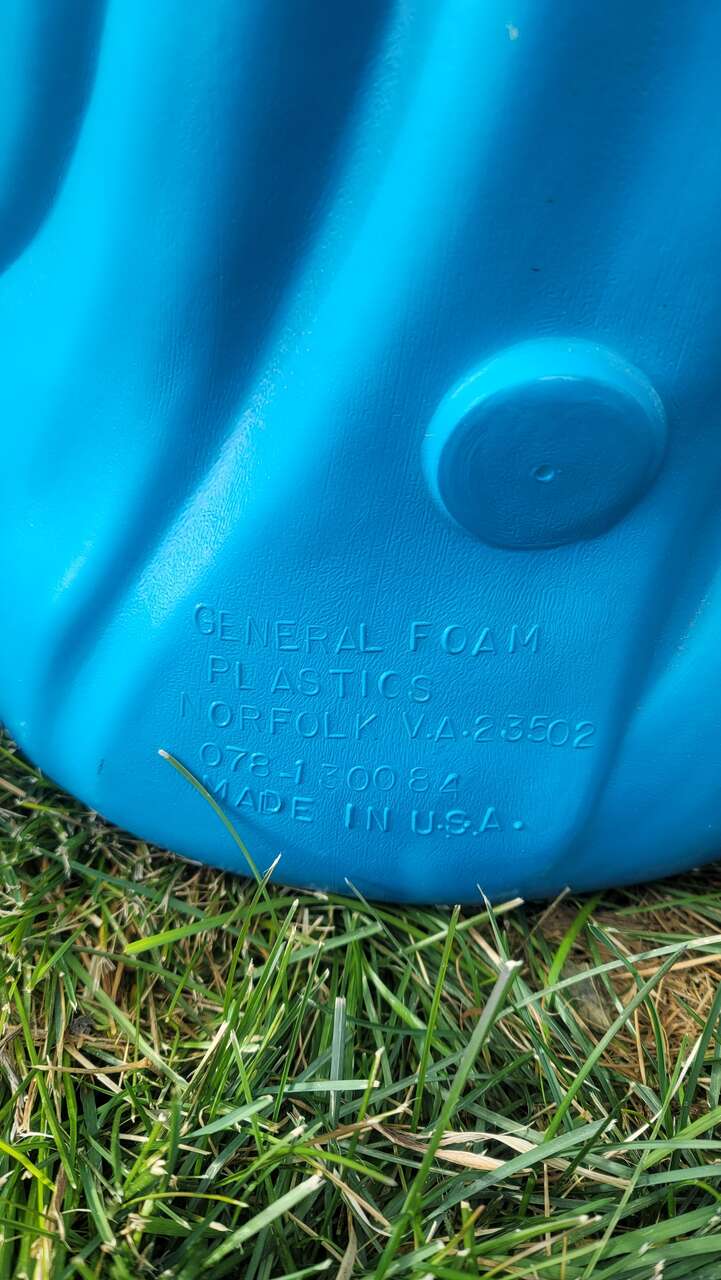 GENERAL FOAM
PLASTICS
NORFOLK V.A.23502
078-130084
MADE IN U.S.A.